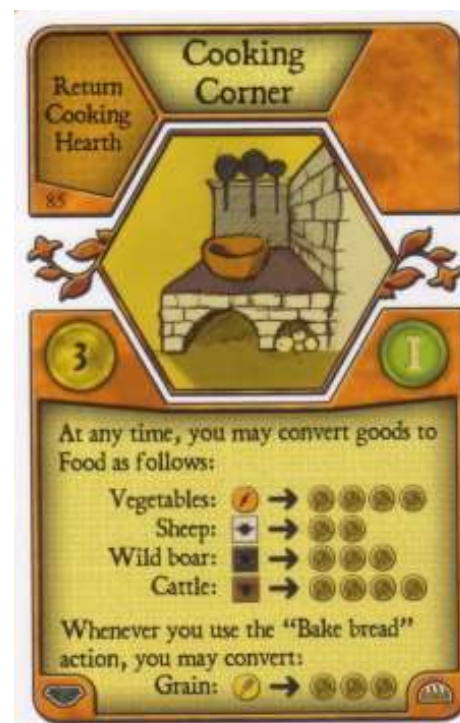 Cooking
Corner
Return
Cooking
Hearth
85
3
I
At any time, you may convert goods to
Food as follows:
Vegetables:
Sheep:
Wild boar:
Cattle:
Whenever you use the “Bake bread”
action, you may convert:
Grain: